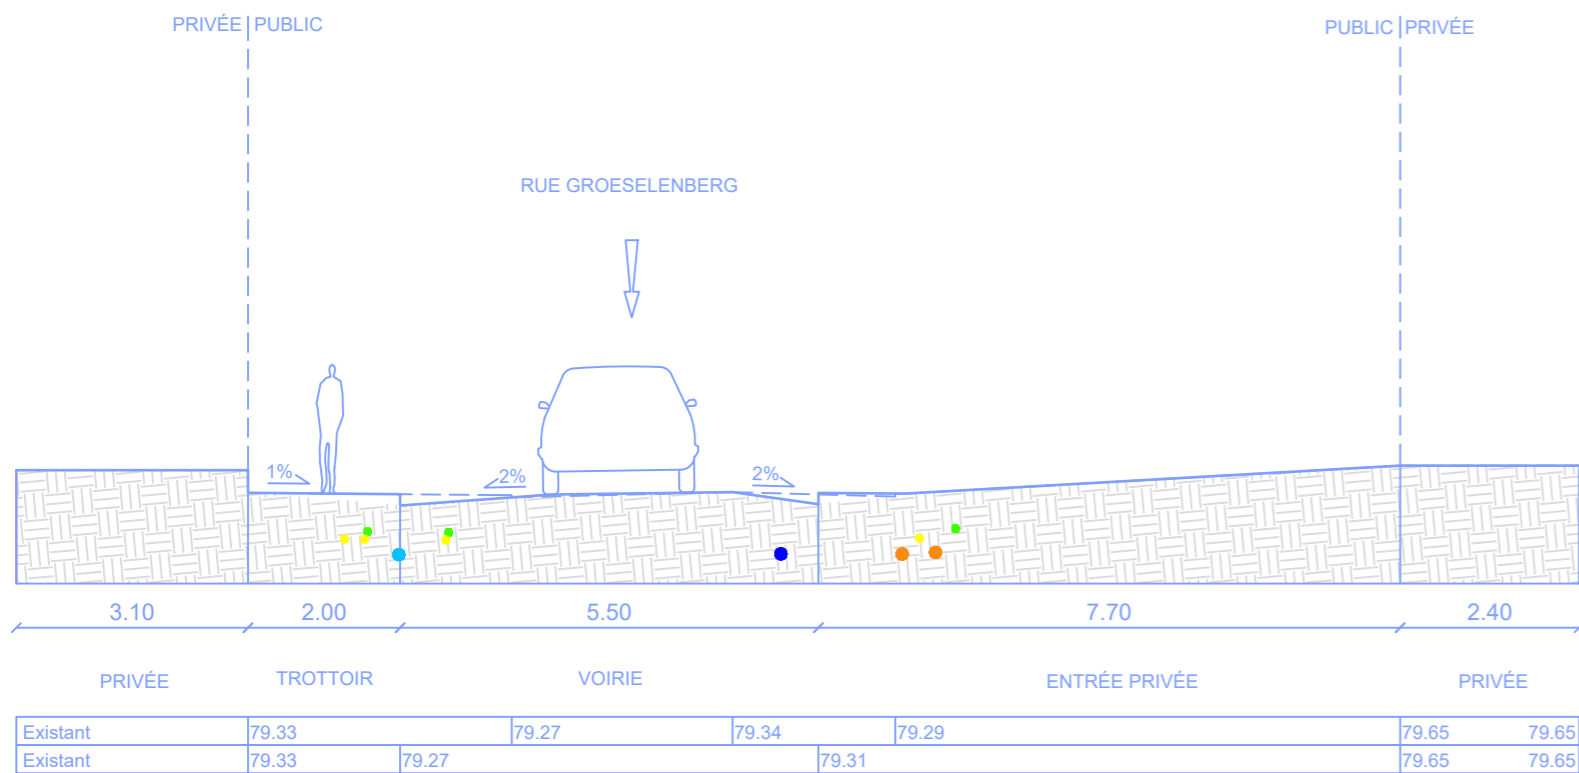 PRIVÉE PUBLIC PUBLIC PRIVÉE
RUE GROESELENBERG
1% 2% 2%
3.10 2.00 5.50 7.70 2.40
PRIVÉE TROTTOIR VOIRIE ENTRÉE PRIVÉE PRIVÉE
Existant 79.33 79.27 79.34 79.29 79.65 79.65
Existant 79.33 79.27 79.31 79.65 79.65